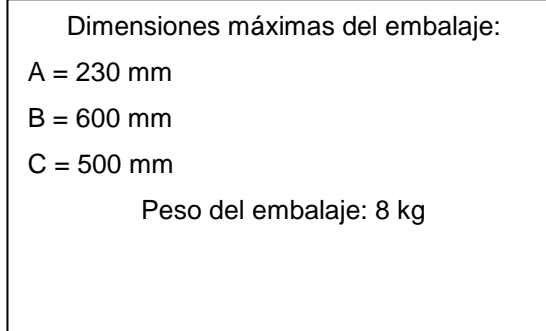 Dimensiones máximas del embalaje:
A = 230 mm
B = 600 mm
C = 500 mm
Peso del embalaje: 8 kg